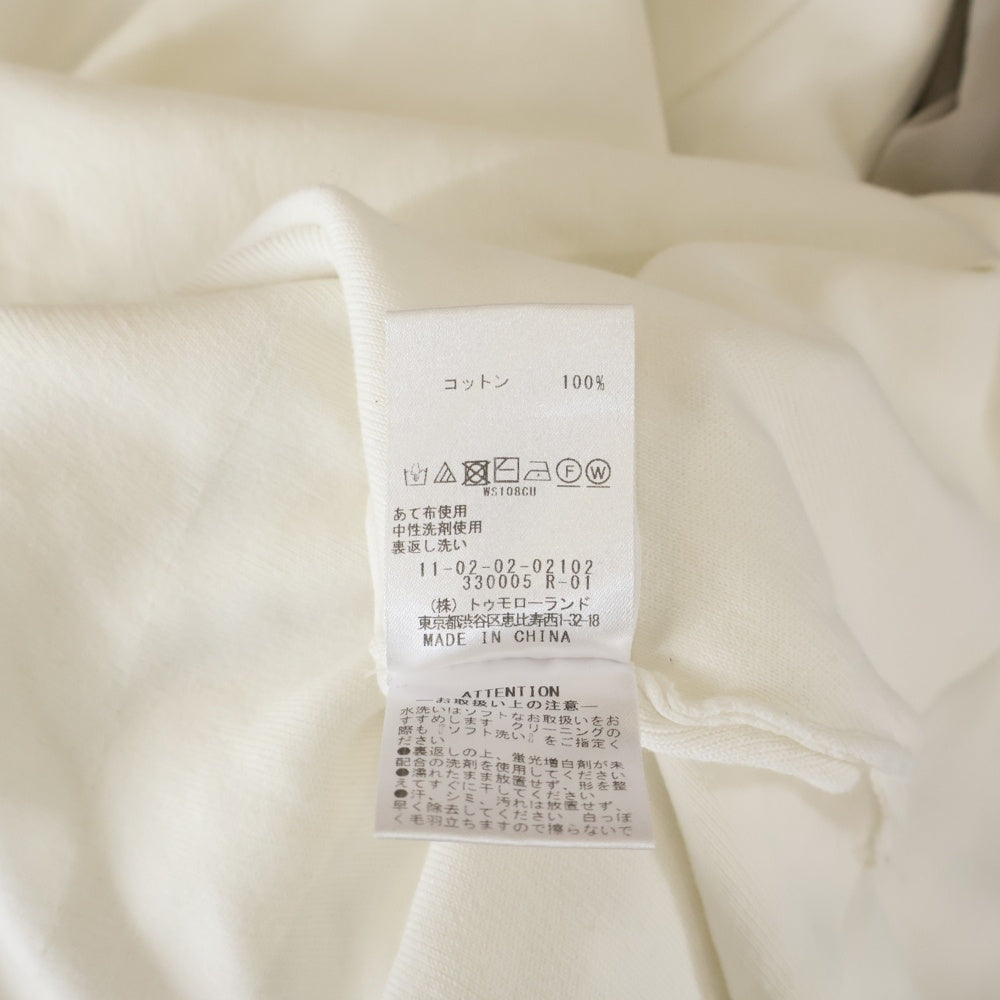 コットン 100%
F W
WS108CU
あて布使用
中性洗剤使用
裏返し洗い
11-02-02-02102
330005 R-01
(株) トゥモローランド
東京都渋谷区恵比寿西1-32-18
MADE IN CHINA
ATTENTION
―お取扱い上の注意―
水洗いはソフトなお取扱いをお
すすめします クリーニングの
際も『ソフト洗い』をご指定く
ださい
●裏返しの上、蛍光増白剤が未
配合の洗剤を使用してください
●濡れたまま放置せず、形を整
えてすぐに干してください
●汗、シミ、汚れは放置せず、
早く除去してください 白っぽ
く毛羽立ちますので擦らないで